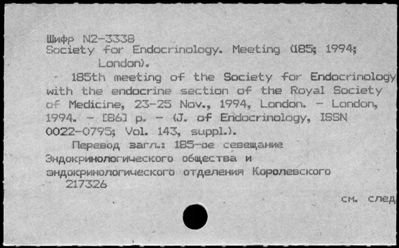 Шифр N2-3338
Society for Endocrinology. Meeting (185; 1994;
London).
185th meeting of the Society for Endocrinology
with the endocrine section of the Royal Society
of Medicine, 23-25 Nov., 1994, London. - London,
1994. - [86] p. - (J. of Endocrinology, ISSN
0022-0795; Vol. 143, suppl.).
Перевод загл.: 185-ое совещание
Эндокринологического общества и
эндокринологического отделения Королевского
217326
см. след